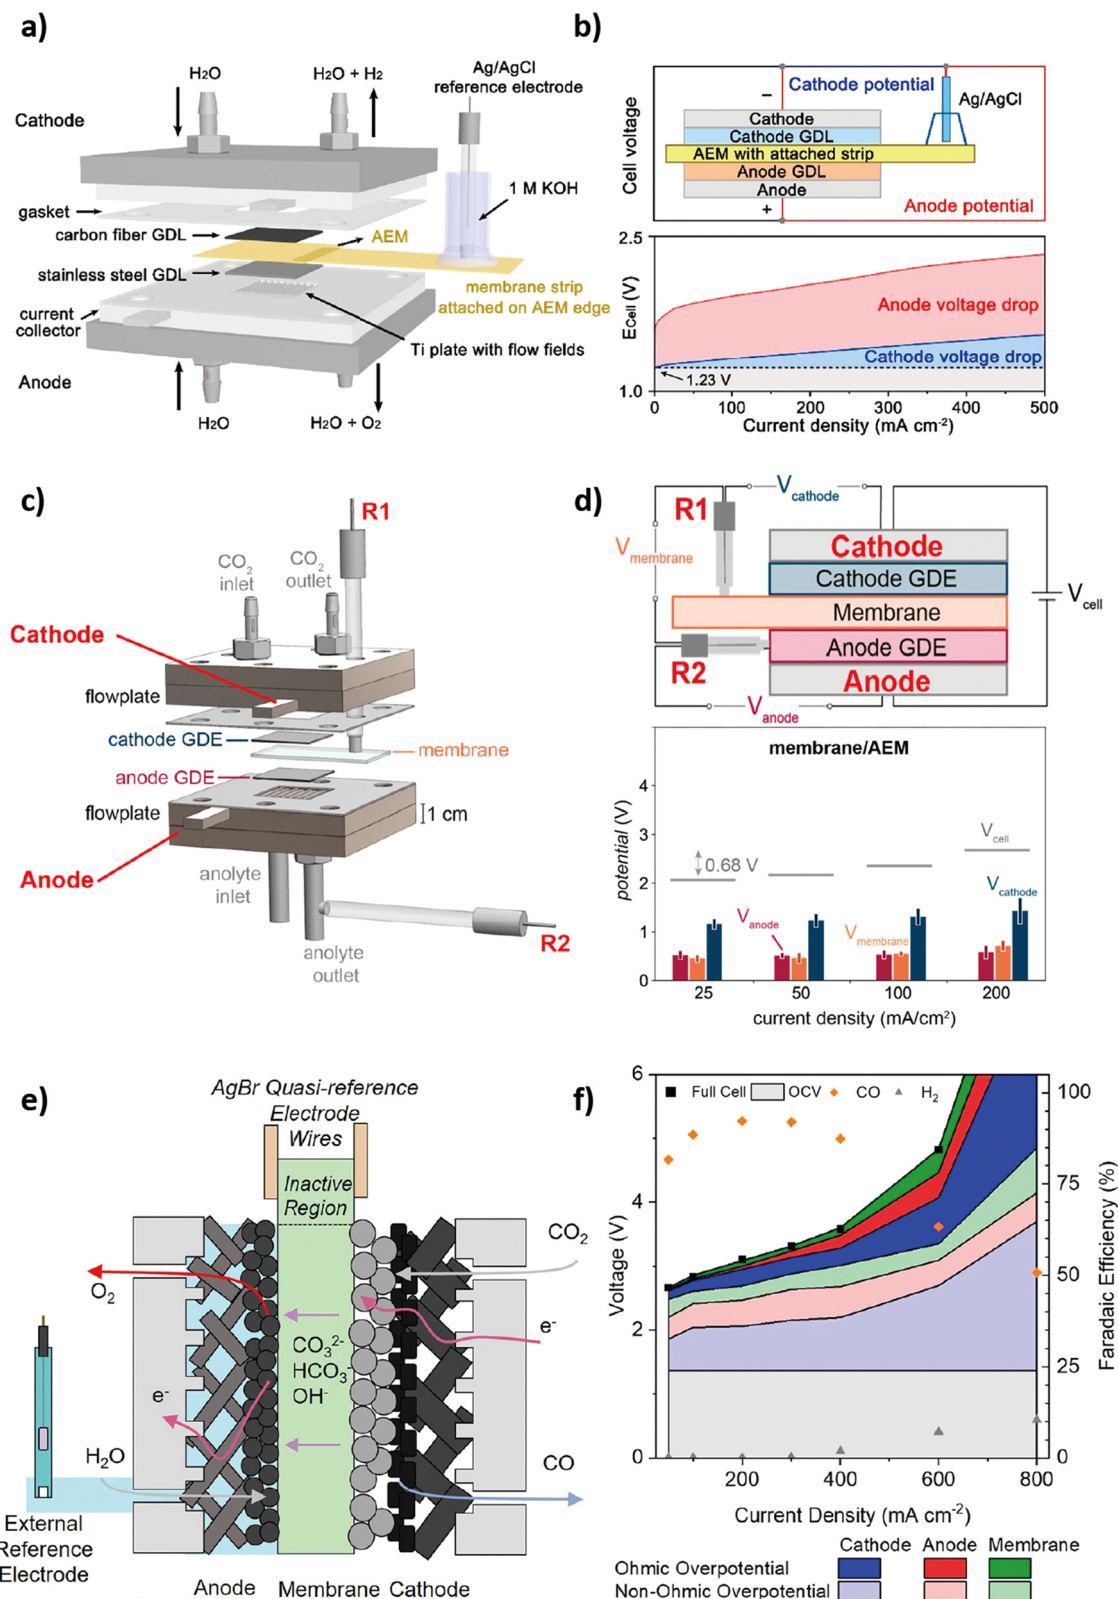 a)
H2O
H2O + H2
Ag/AgCl
reference electrode
Cathode
1 M KOH
gasket
carbon fiber GDL
AEM
stainless steel GDL
membrane strip
attached on AEM edge
current
collector
Ti plate with flow fields
Anode
H2O
H2O + O2
b)
Cell voltage
Cathode potential
−
Ag/AgCl
Cathode
Cathode GDL
AEM with attached strip
Anode GDL
Anode
+
Anode potential
2.5
Ecell (V)
Anode voltage drop
Cathode voltage drop
1.23 V
1.0
0 100 200 300 400 500
Current density (mA cm-2)
c)
R1
CO2
inlet
CO2
outlet
Cathode
flowplate
cathode GDE
membrane
anode GDE
flowplate
1 cm
Anode
anolyte
inlet
anolyte
outlet
R2
d)
Vcathode
R1
Vmembrane
Cathode
Cathode GDE
Vcell
Membrane
Anode GDE
R2
Anode
Vanode
membrane/AEM
potential (V)
4
3
2
1
0
0.68 V
Vcell
Vcathode
Vanode
Vmembrane
25 50 100 200
current density (mA/cm2)
e)
AgBr Quasi-reference
Electrode
Wires
Inactive
Region
CO2
O2
e-
CO32-
HCO3-
OH-
e-
H2O
CO
External
Reference
Electrode
Anode Membrane Cathode
f)
6
4
2
0
Voltage (V)
Full Cell OCV CO H2
100
75
50
25
0
Faradaic Efficiency (%)
200 400 600 800
Current Density (mA cm-2)
Cathode Anode Membrane
Ohmic Overpotential
Non-Ohmic Overpotential